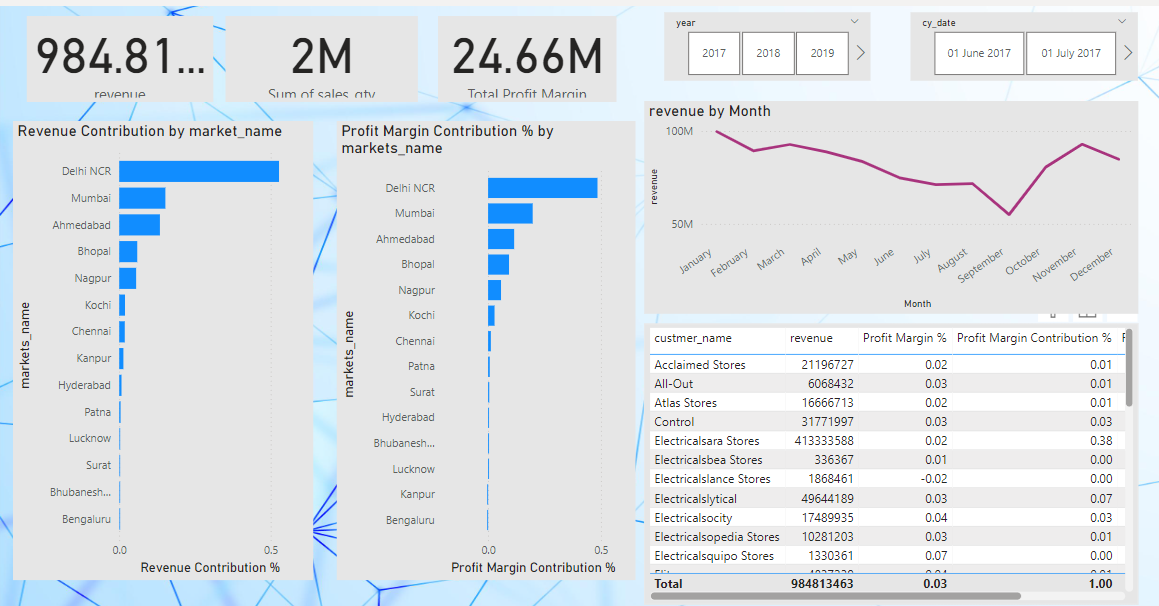 984.81...
revenue
2M
Sum of sales_qty
24.66M
Total Profit Margin
year
2017
2018
2019
cy_date
01 June 2017
01 July 2017
Revenue Contribution by market_name
markets_name
Delhi NCR
Mumbai
Ahmedabad
Bhopal
Nagpur
Kochi
Chennai
Kanpur
Hyderabad
Patna
Lucknow
Surat
Bhubanesh...
Bengaluru
0.0 0.5
Revenue Contribution %
Profit Margin Contribution % by
markets_name
markets_name
Delhi NCR
Mumbai
Ahmedabad
Bhopal
Nagpur
Kochi
Chennai
Patna
Surat
Hyderabad
Bhubanesh...
Lucknow
Kanpur
Bengaluru
0.0 0.5
Profit Margin Contribution %
revenue by Month
revenue
100M
50M
January February March April May June July August September October November December
Month
custmer_name revenue Profit Margin % Profit Margin Contribution %
Acclaimed Stores 21196727 0.02 0.01
All-Out 6068432 0.03 0.01
Atlas Stores 16666713 0.02 0.01
Control 31771997 0.03 0.03
Electricalsara Stores 413333588 0.02 0.38
Electricalsbea Stores 336367 0.01 0.00
Electricalslance Stores 1868461 -0.02 0.00
Electricalslytical 49644189 0.03 0.07
Electricalsocity 17489935 0.04 0.03
Electricalsopedia Stores 10281203 0.03 0.01
Electricalsquipo Stores 1330361 0.07 0.00
Total 984813463 0.03 1.00